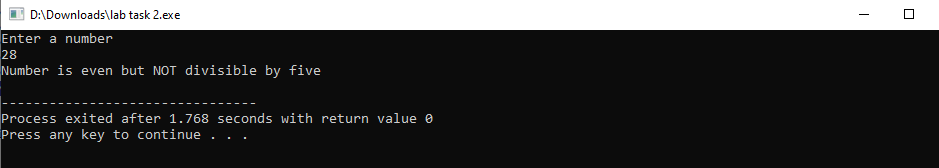 D:\Downloads\lab task 2.exe
Enter a number
28
Number is even but NOT divisible by five
--------------------------------
Process exited after 1.768 seconds with return value 0
Press any key to continue . . .